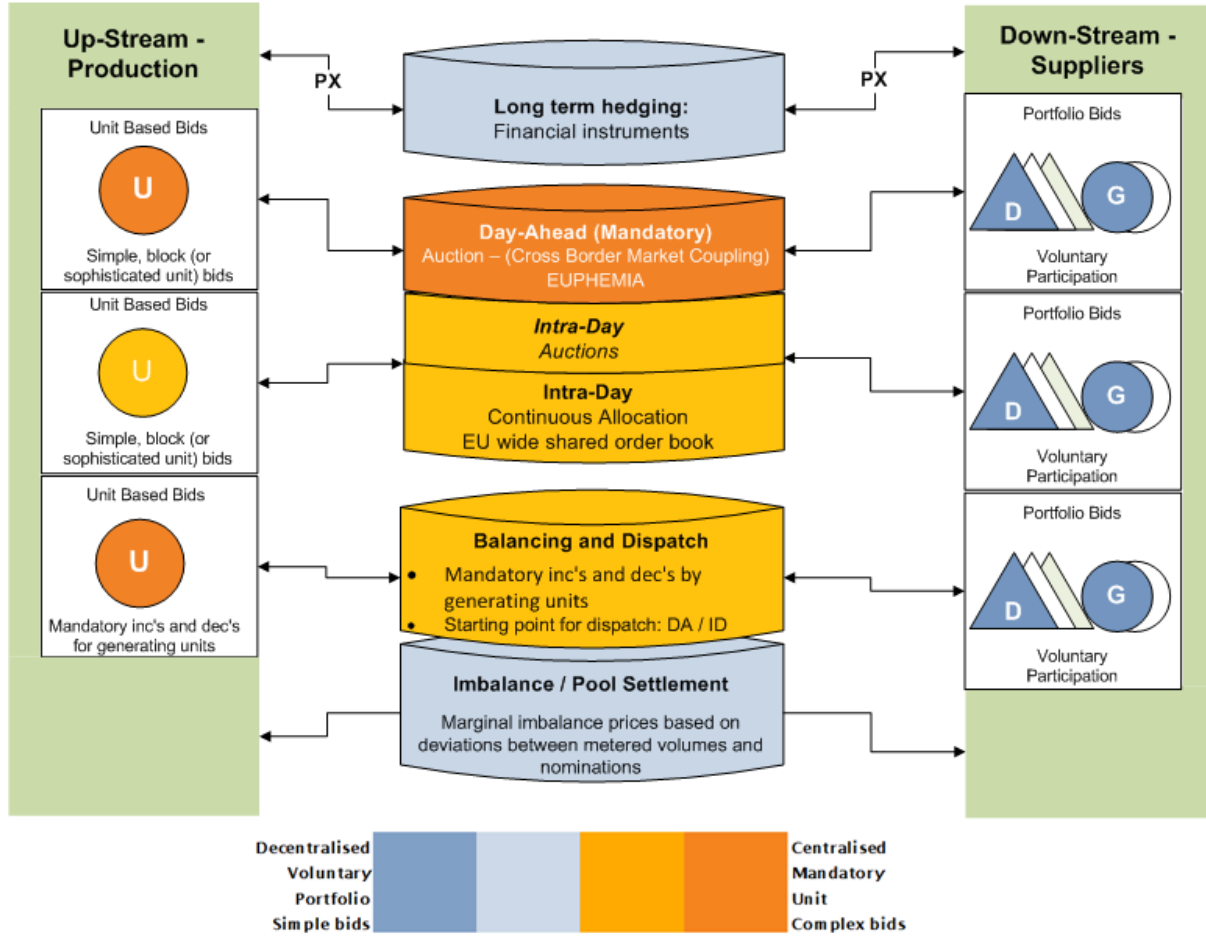 Up-Stream -
Production
Unit Based Bids
U
Simple, block (or
sophisticated unit) bids
Unit Based Bids
U
Simple, block (or
sophisticated unit) bids
Unit Based Bids
U
Mandatory inc's and dec's
for generating units
PX
Long term hedging:
Financial instruments
PX
Day-Ahead (Mandatory)
Auction – (Cross Border Market Coupling)
EUPHEMIA
Intra-Day
Auctions
Intra-Day
Continuous Allocation
EU wide shared order book
Balancing and Dispatch
• Mandatory inc's and dec's by
generating units
• Starting point for dispatch: DA / ID
Imbalance / Pool Settlement
Marginal imbalance prices based on
deviations between metered volumes and
nominations
Down-Stream -
Suppliers
Portfolio Bids
D G
Voluntary
Participation
Portfolio Bids
D G
Voluntary
Participation
Portfolio Bids
D G
Voluntary
Participation
Decentralised
Voluntary
Portfolio
Simple bids
Centralised
Mandatory
Unit
Complex bids